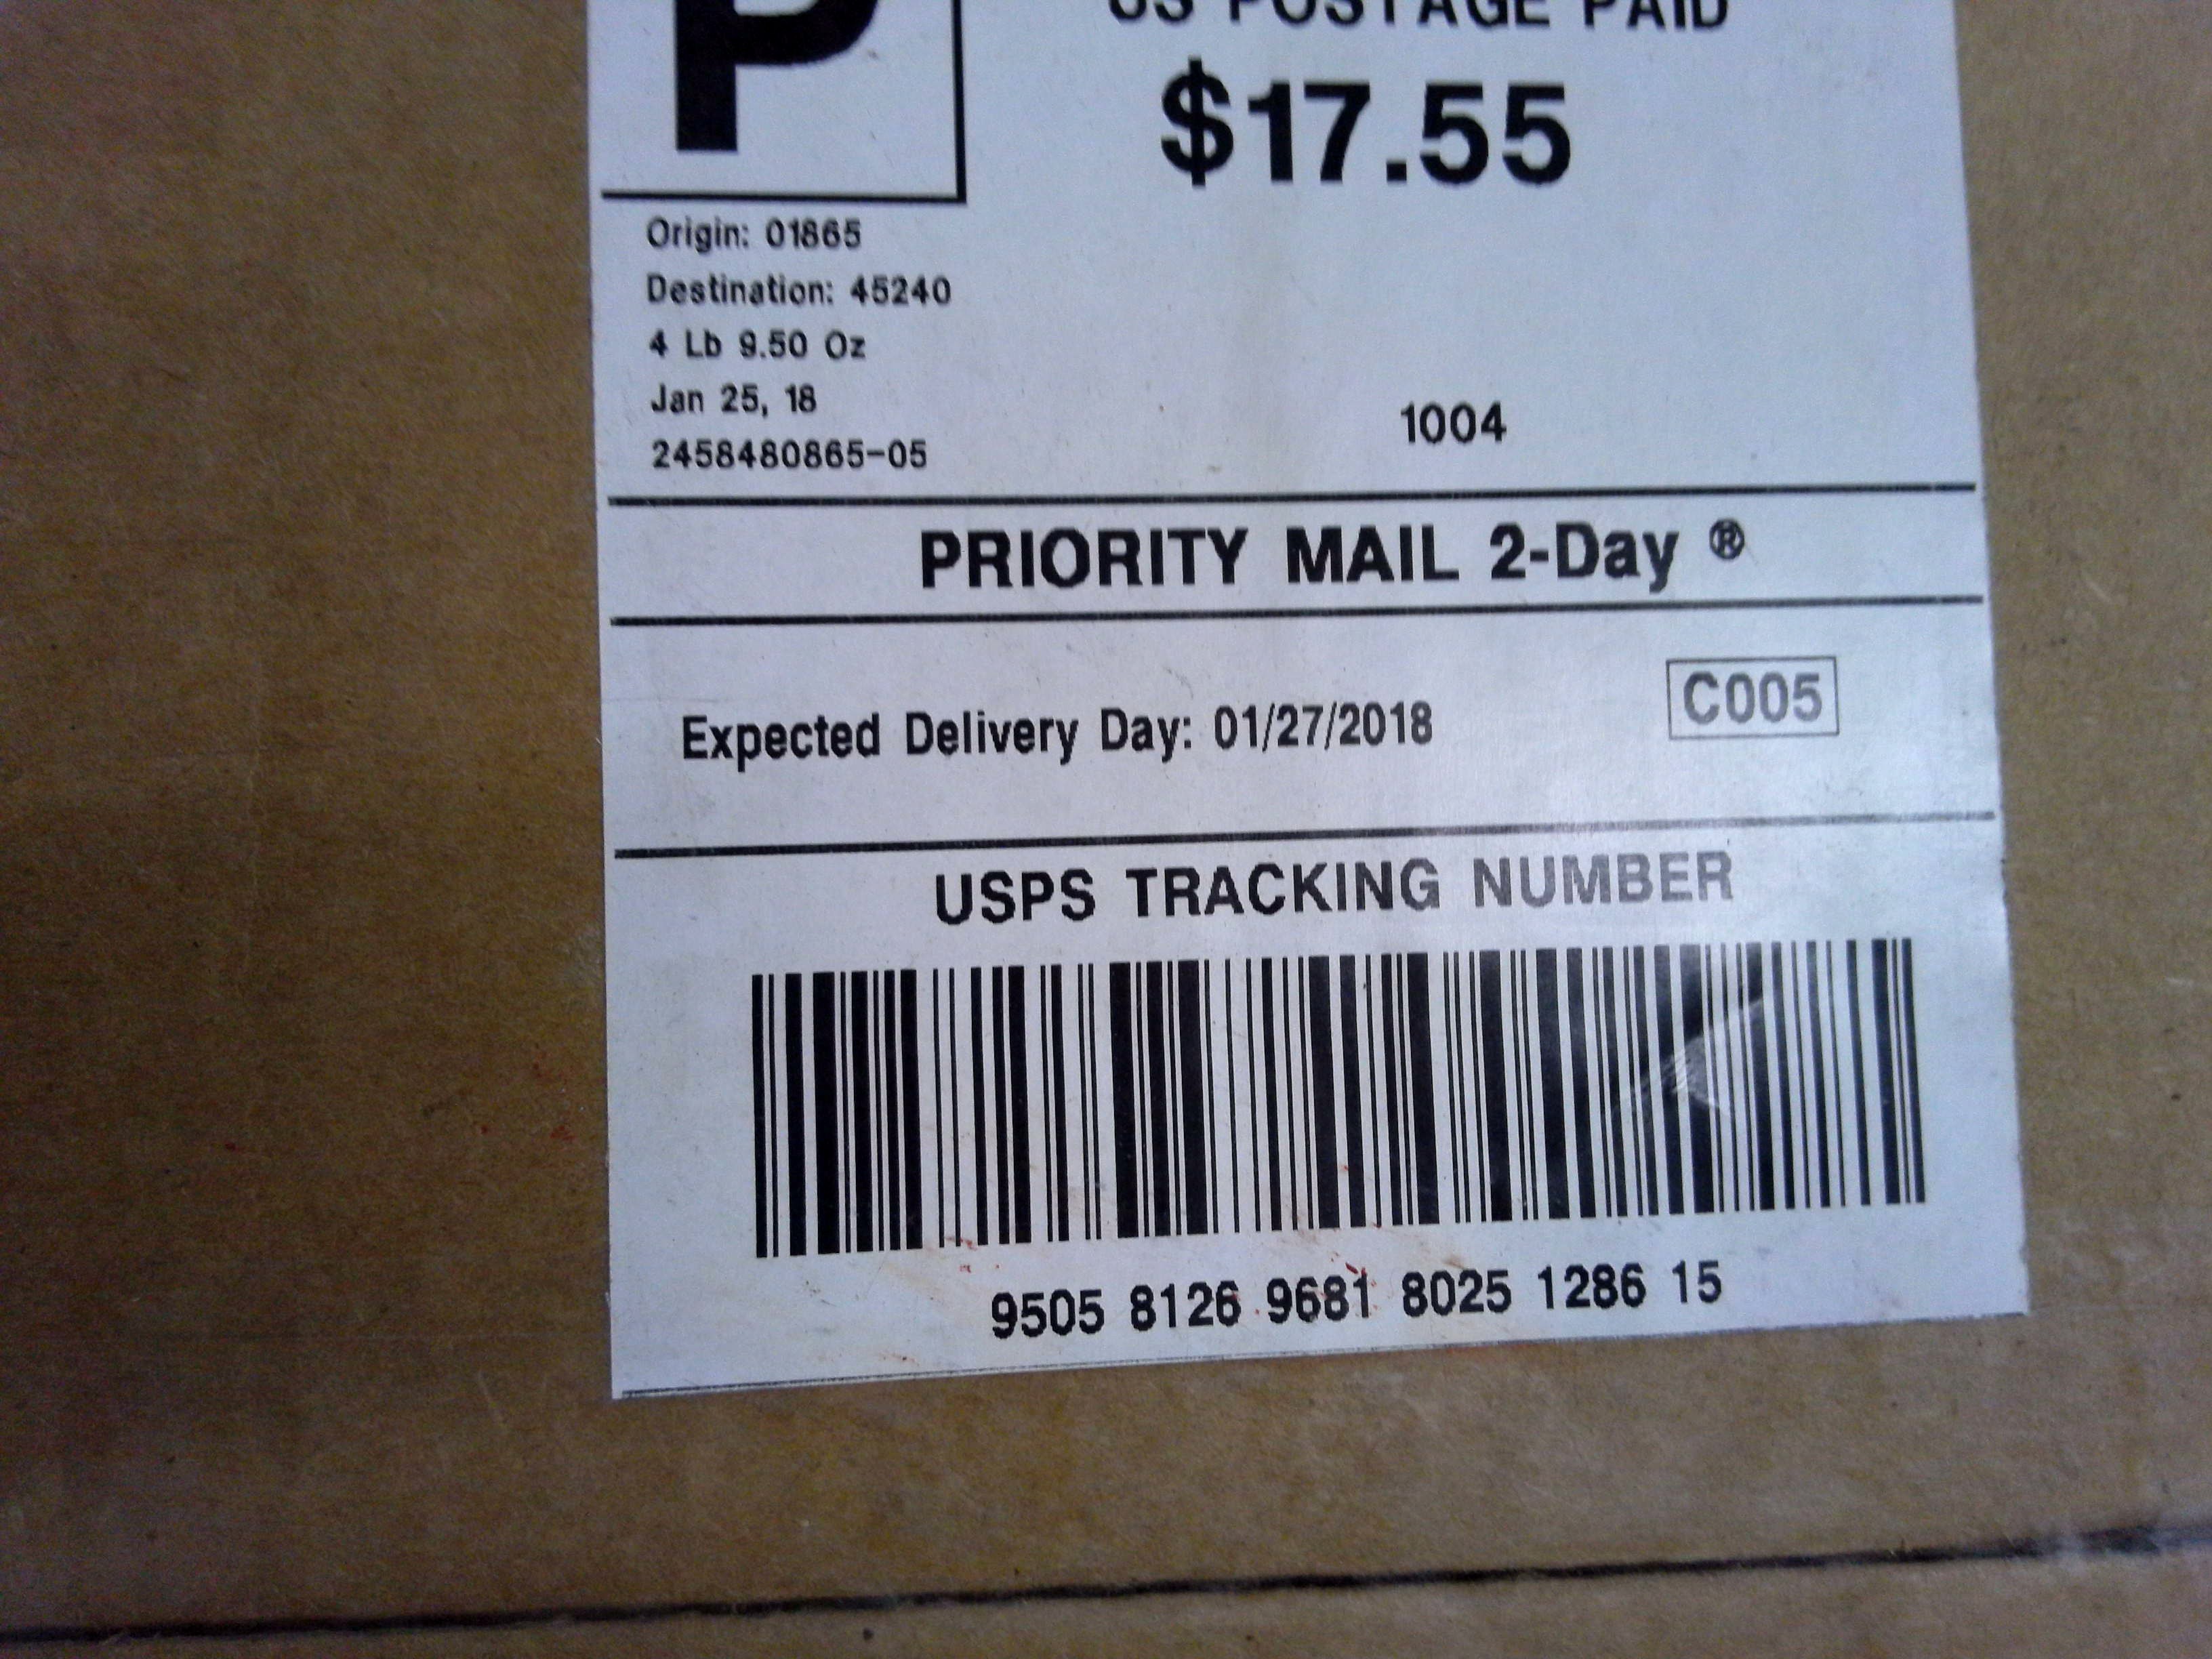 P
US POSTAGE PAID
$17.55
Origin: 01865
Destination: 45240
4 Lb 9.50 Oz
Jan 25, 18
2458480865-05
1004
PRIORITY MAIL 2-Day ®
Expected Delivery Day: 01/27/2018
C005
USPS TRACKING NUMBER
9505 8126 9681 8025 1286 15